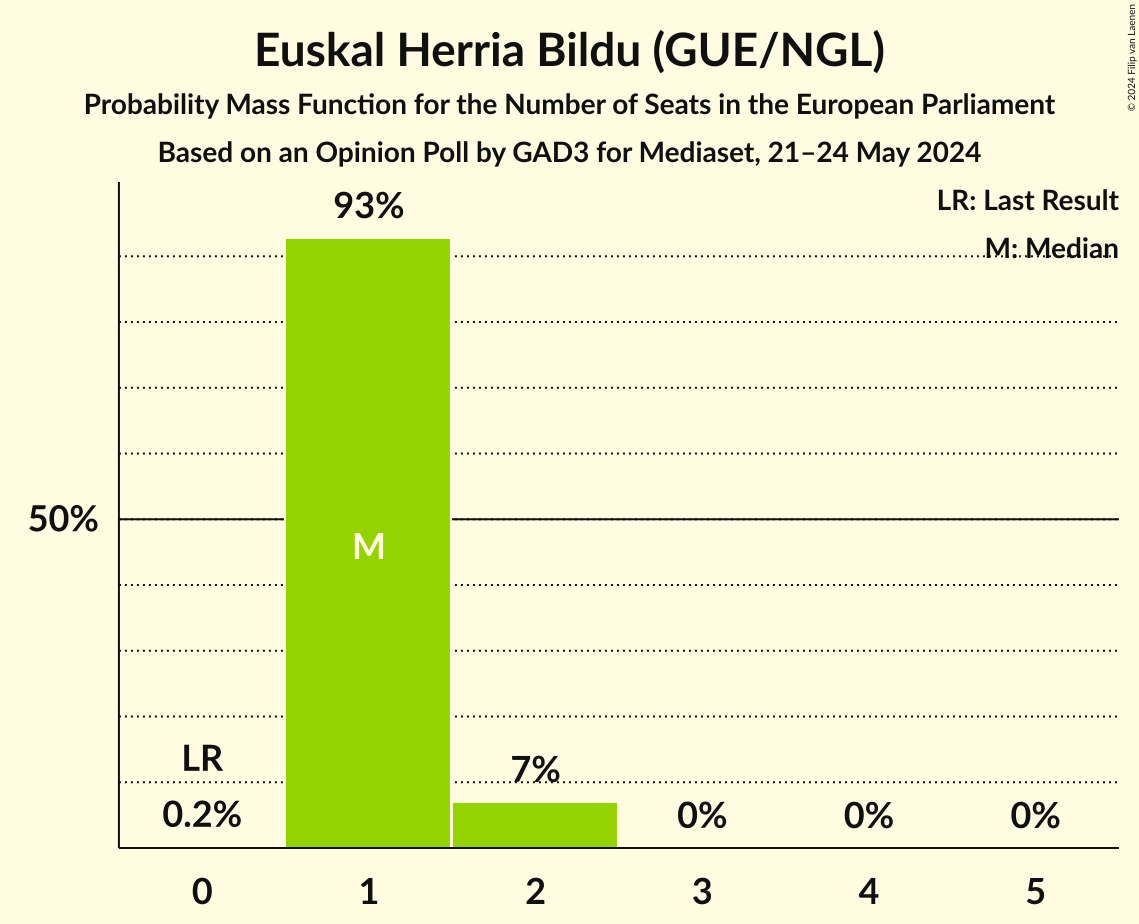 Euskal Herria Bildu (GUE/NGL)
Probability Mass Function for the Number of Seats in the European Parliament
Based on an Opinion Poll by GAD3 for Mediaset, 21–24 May 2024
© 2024 Filip van Laenen
LR: Last Result
M: Median
93%
50%
M
LR
0.2%
7%
0%
0%
0%
0
1
2
3
4
5